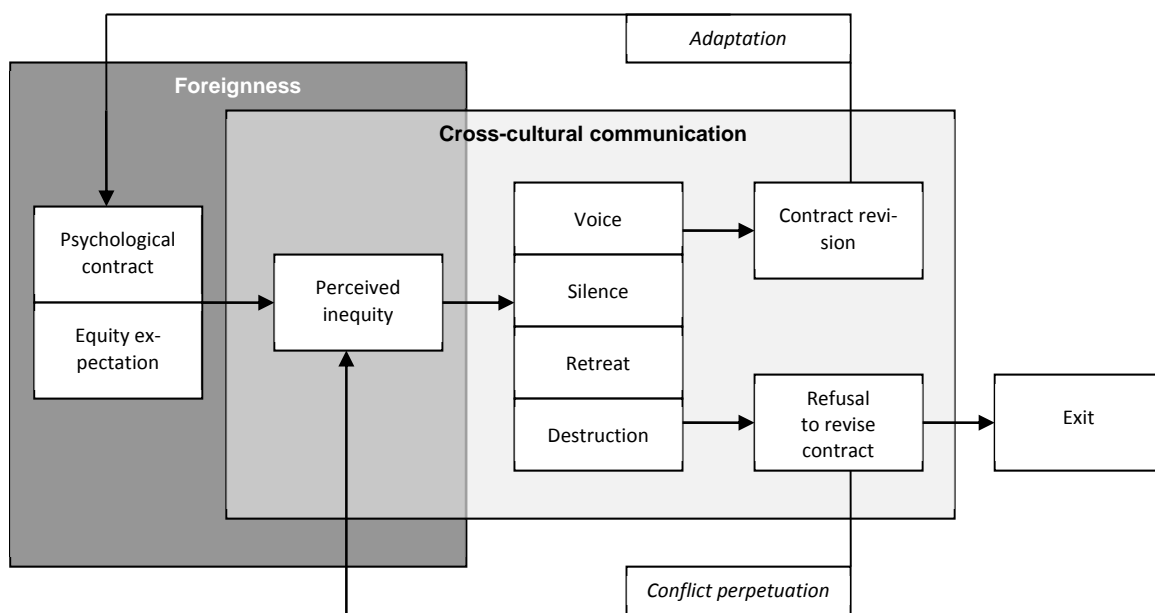 Adaptation
Foreignness
Cross-cultural communication
Psychological
contract
Equity ex-
pectation
Perceived
inequity
Voice
Silence
Retreat
Destruction
Contract revi-
sion
Refusal
to revise
contract
Exit
Conflict perpetuation